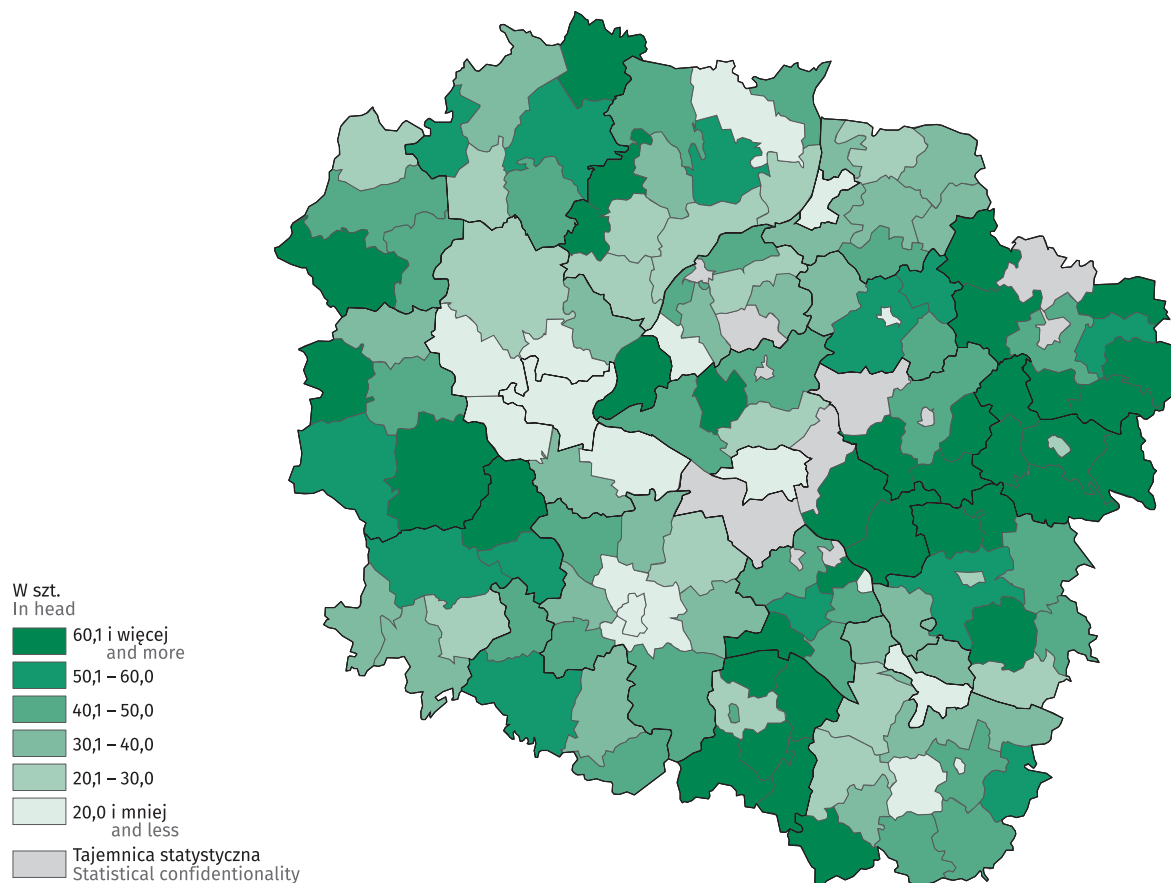 W szt.
In head
60,1 i więcej
and more
50,1 – 60,0
40,1 – 50,0
30,1 – 40,0
20,1 – 30,0
20,0 i mniej
and less
Tajemnica statystyczna
Statistical confidentionality